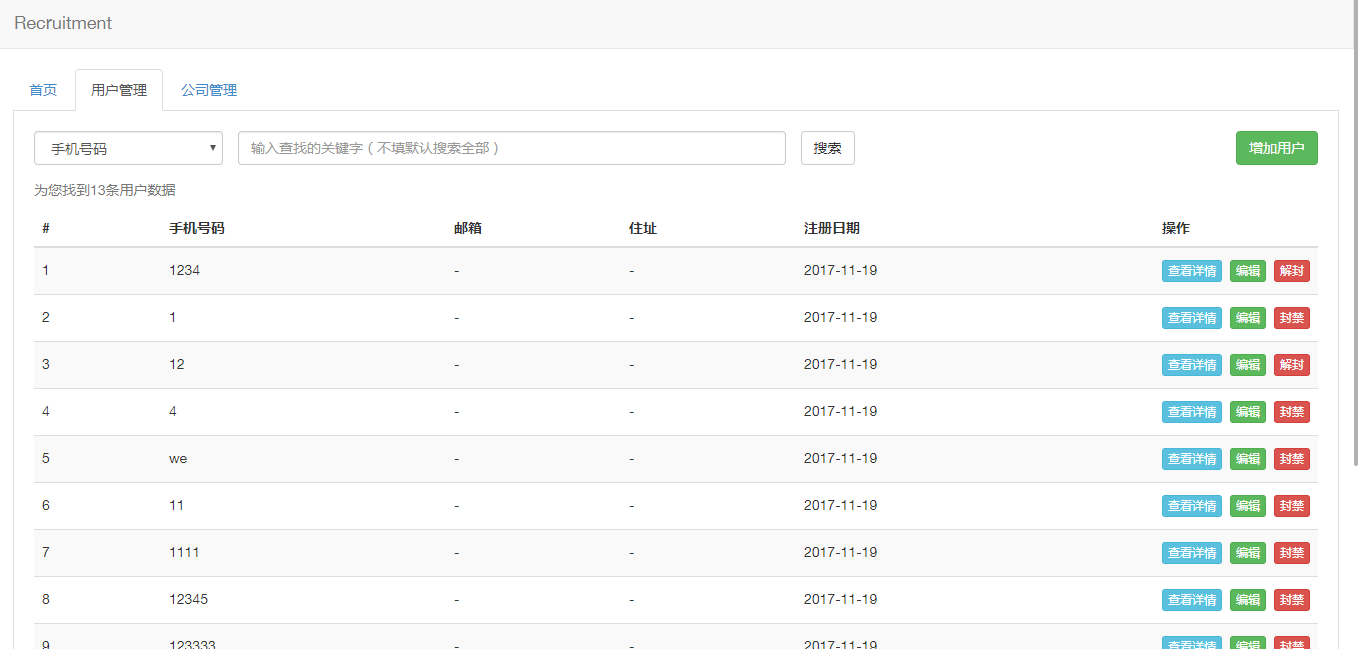 Recruitment
首页 用户管理 公司管理
手机号码 输入查找的关键字（不填默认搜索全部） 搜索 增加用户
为您找到13条用户数据
# 手机号码 邮箱 住址 注册日期 操作
1 1234 - - 2017-11-19 查看详情 编辑 解封
2 1 - - 2017-11-19 查看详情 编辑 封禁
3 12 - - 2017-11-19 查看详情 编辑 解封
4 4 - - 2017-11-19 查看详情 编辑 封禁
5 we - - 2017-11-19 查看详情 编辑 封禁
6 11 - - 2017-11-19 查看详情 编辑 封禁
7 1111 - - 2017-11-19 查看详情 编辑 封禁
8 12345 - - 2017-11-19 查看详情 编辑 封禁
9 123333 - - 2017-11-19 查看详情 编辑 封禁